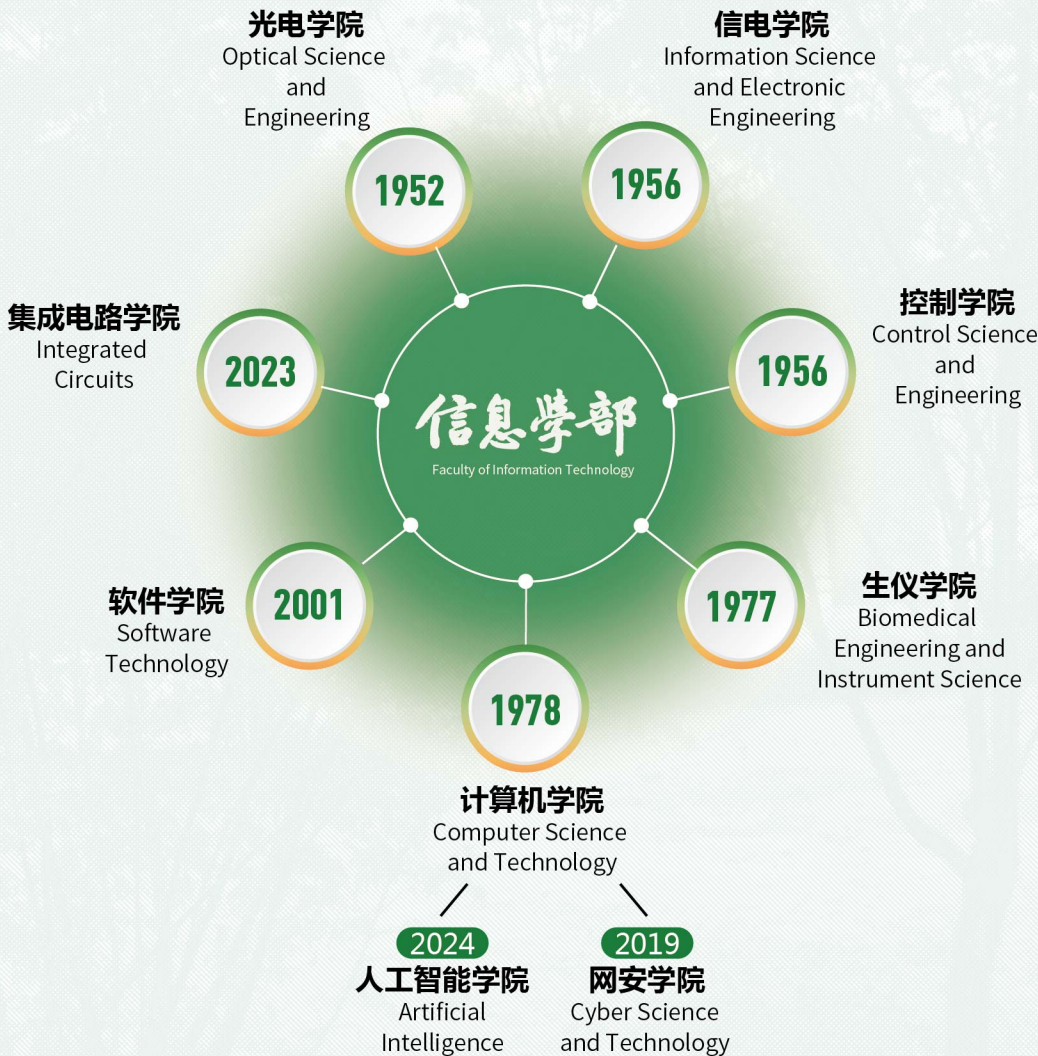 光电学院
Optical Science
and
Engineering
1952
信电学院
Information Science
and Electronic
Engineering
1956
集成电路学院
Integrated
Circuits
2023
控制学院
Control Science
and
Engineering
1956
信息学部
Faculty of Information Technology
软件学院
Software
Technology
2001
生仪学院
Biomedical
Engineering and
Instrument Science
1977
1978
计算机学院
Computer Science
and Technology
2024
人工智能学院
Artificial
Intelligence
2019
网安学院
Cyber Science
and Technology